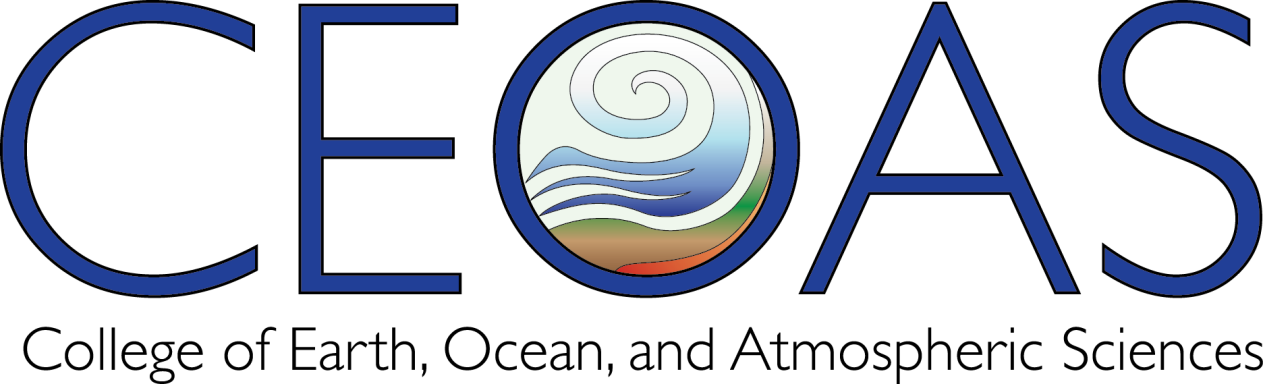 CEOAS
College of Earth, Ocean, and Atmospheric Sciences